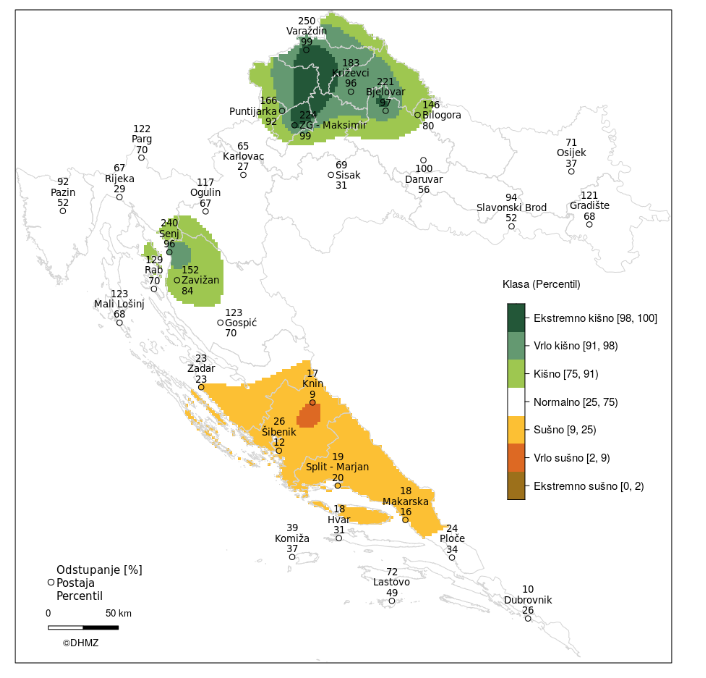 250
Varaždin
99
183
Križevci
96
221
Bjelovar
97
166
Puntijarka
92
ZG - Maksimir
99
146
Bilogora
80
122
Parg
70
65
Karlovac
27
69
Sisak
31
100
Daruvar
56
71
Osijek
37
67
Rijeka
29
92
Pazin
52
117
Ogulin
67
94
Slavonski Brod
52
121
Gradište
68
240
Senj
96
129
Rab
70
152
Zavižan
84
123
Mali Lošinj
68
123
Gospić
70
Klasa (Percentil)
Ekstremno kišno [98, 100]
Vrlo kišno [91, 98)
Kišno [75, 91)
Normalno [25, 75)
Sušno [9, 25)
Vrlo sušno [2, 9)
Ekstremno sušno [0, 2)
23
Zadar
23
17
Knin
9
26
Šibenik
12
19
Split - Marjan
20
18
Makarska
16
18
Hvar
31
39
Komiža
37
24
Ploče
34
72
Lastovo
49
10
Dubrovnik
26
Odstupanje [%]
Postaja
Percentil
0 50 km
©DHMZ